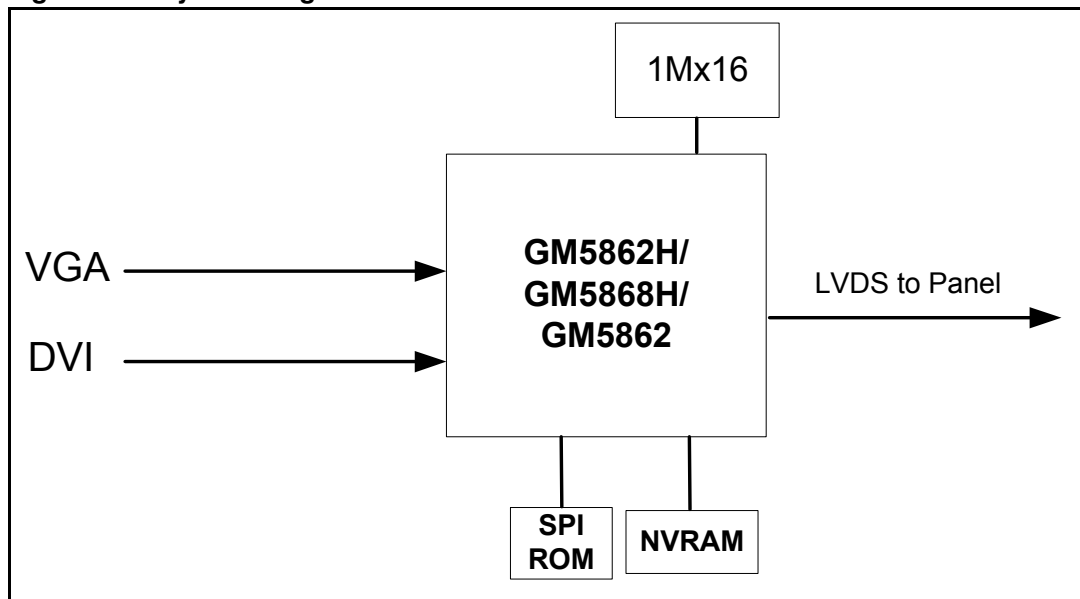 1Mx16
VGA
DVI
GM5862H/
GM5868H/
GM5862
LVDS to Panel
SPI
ROM
NVRAM